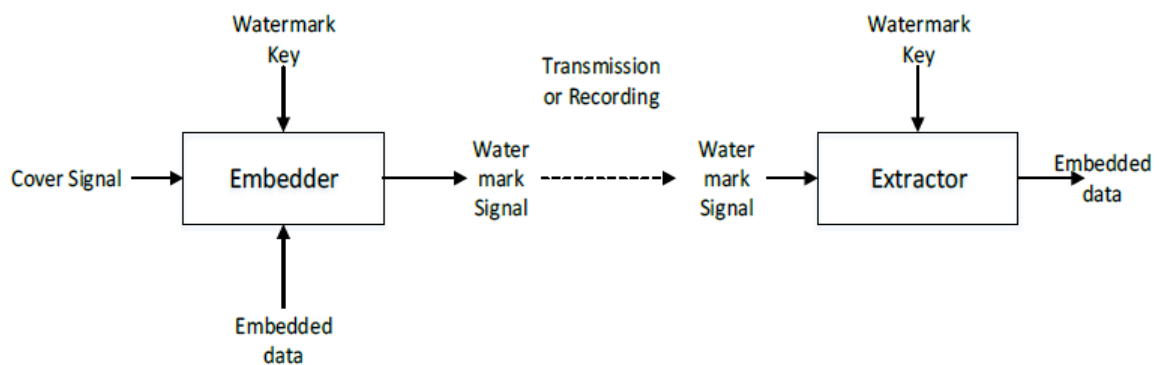 Watermark
Key
Transmission
or Recording
Watermark
Key
Cover Signal
Embedder
Water
mark
Signal
Water
mark
Signal
Extractor
Embedded
data
Embedded
data